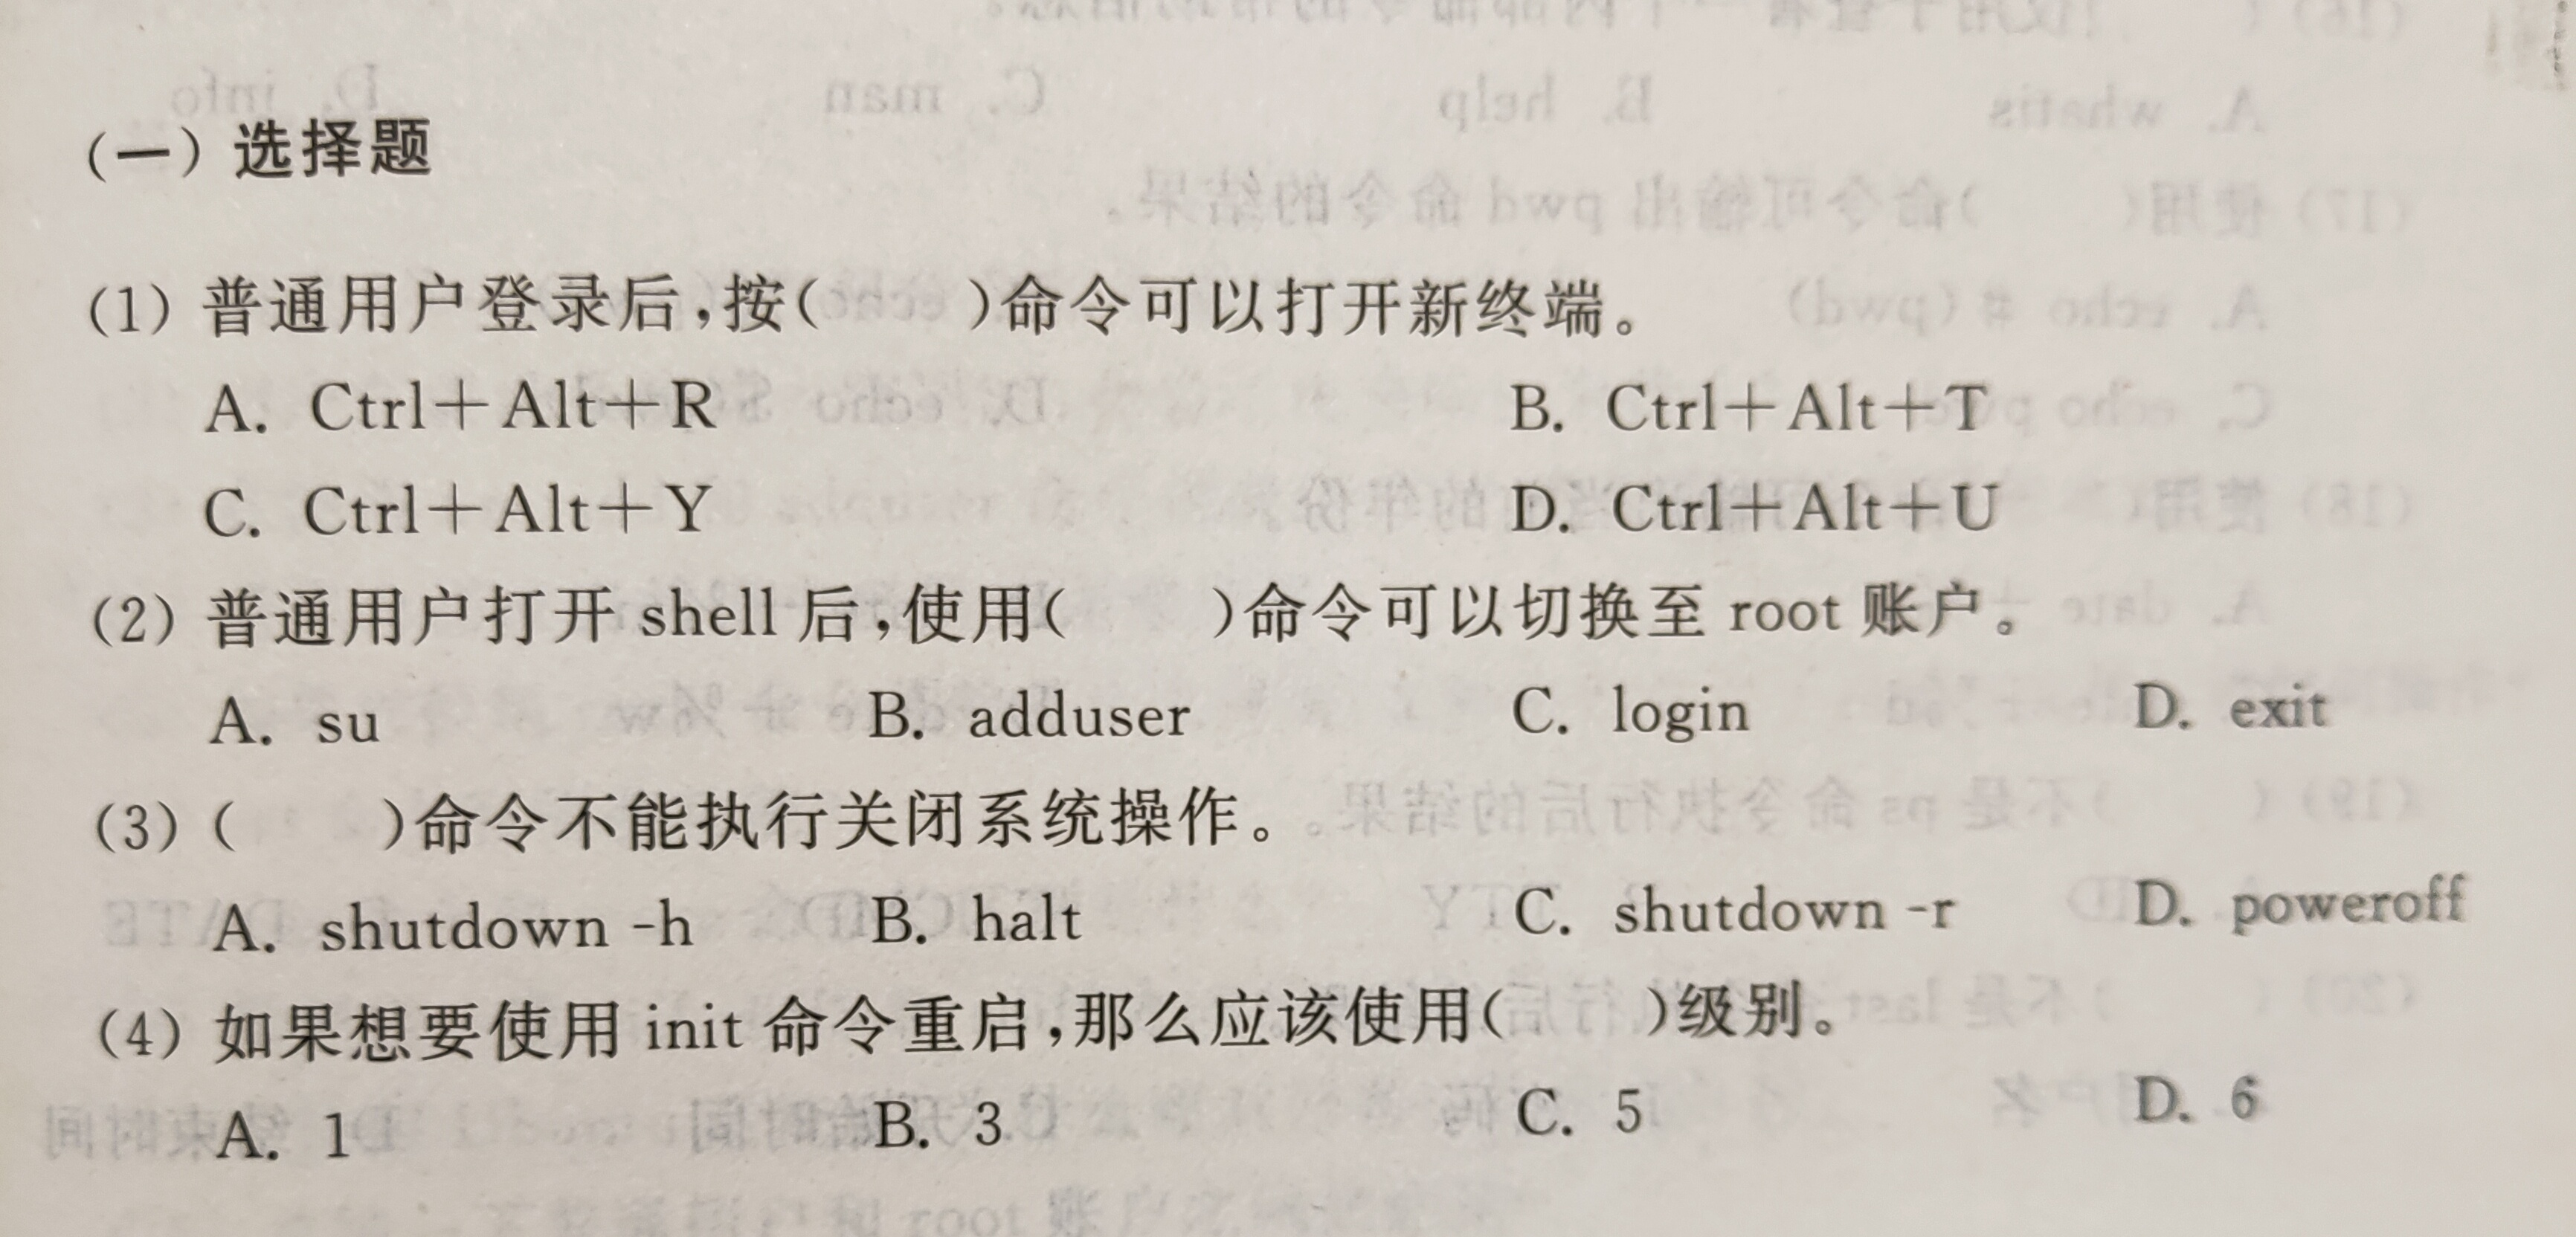 (一) 选择题
(1) 普通用户登录后,按(    )命令可以打开新终端。
A. Ctrl+Alt+R    B. Ctrl+Alt+T
C. Ctrl+Alt+Y    D. Ctrl+Alt+U
(2) 普通用户打开 shell 后,使用(    )命令可以切换至 root 账户。
A. su    B. adduser    C. login    D. exit
(3) (    )命令不能执行关闭系统操作。
A. shutdown -h    B. halt    C. shutdown -r    D. poweroff
(4) 如果想要使用 init 命令重启,那么应该使用(    )级别。
A. 1    B. 3    C. 5    D. 6